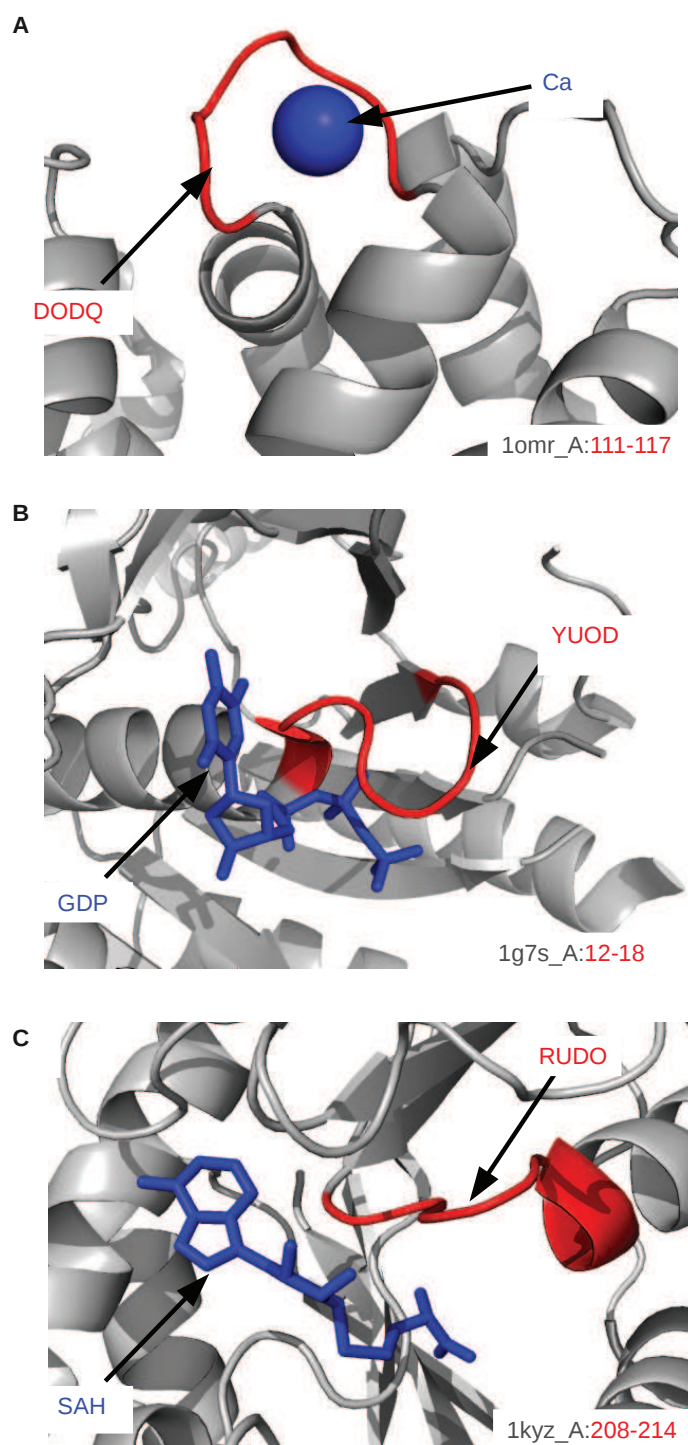 A
Ca
DODQ
1omr_A:111-117
B
YUOD
GDP
1g7s_A:12-18
C
RUDO
SAH
1kyz_A:208-214